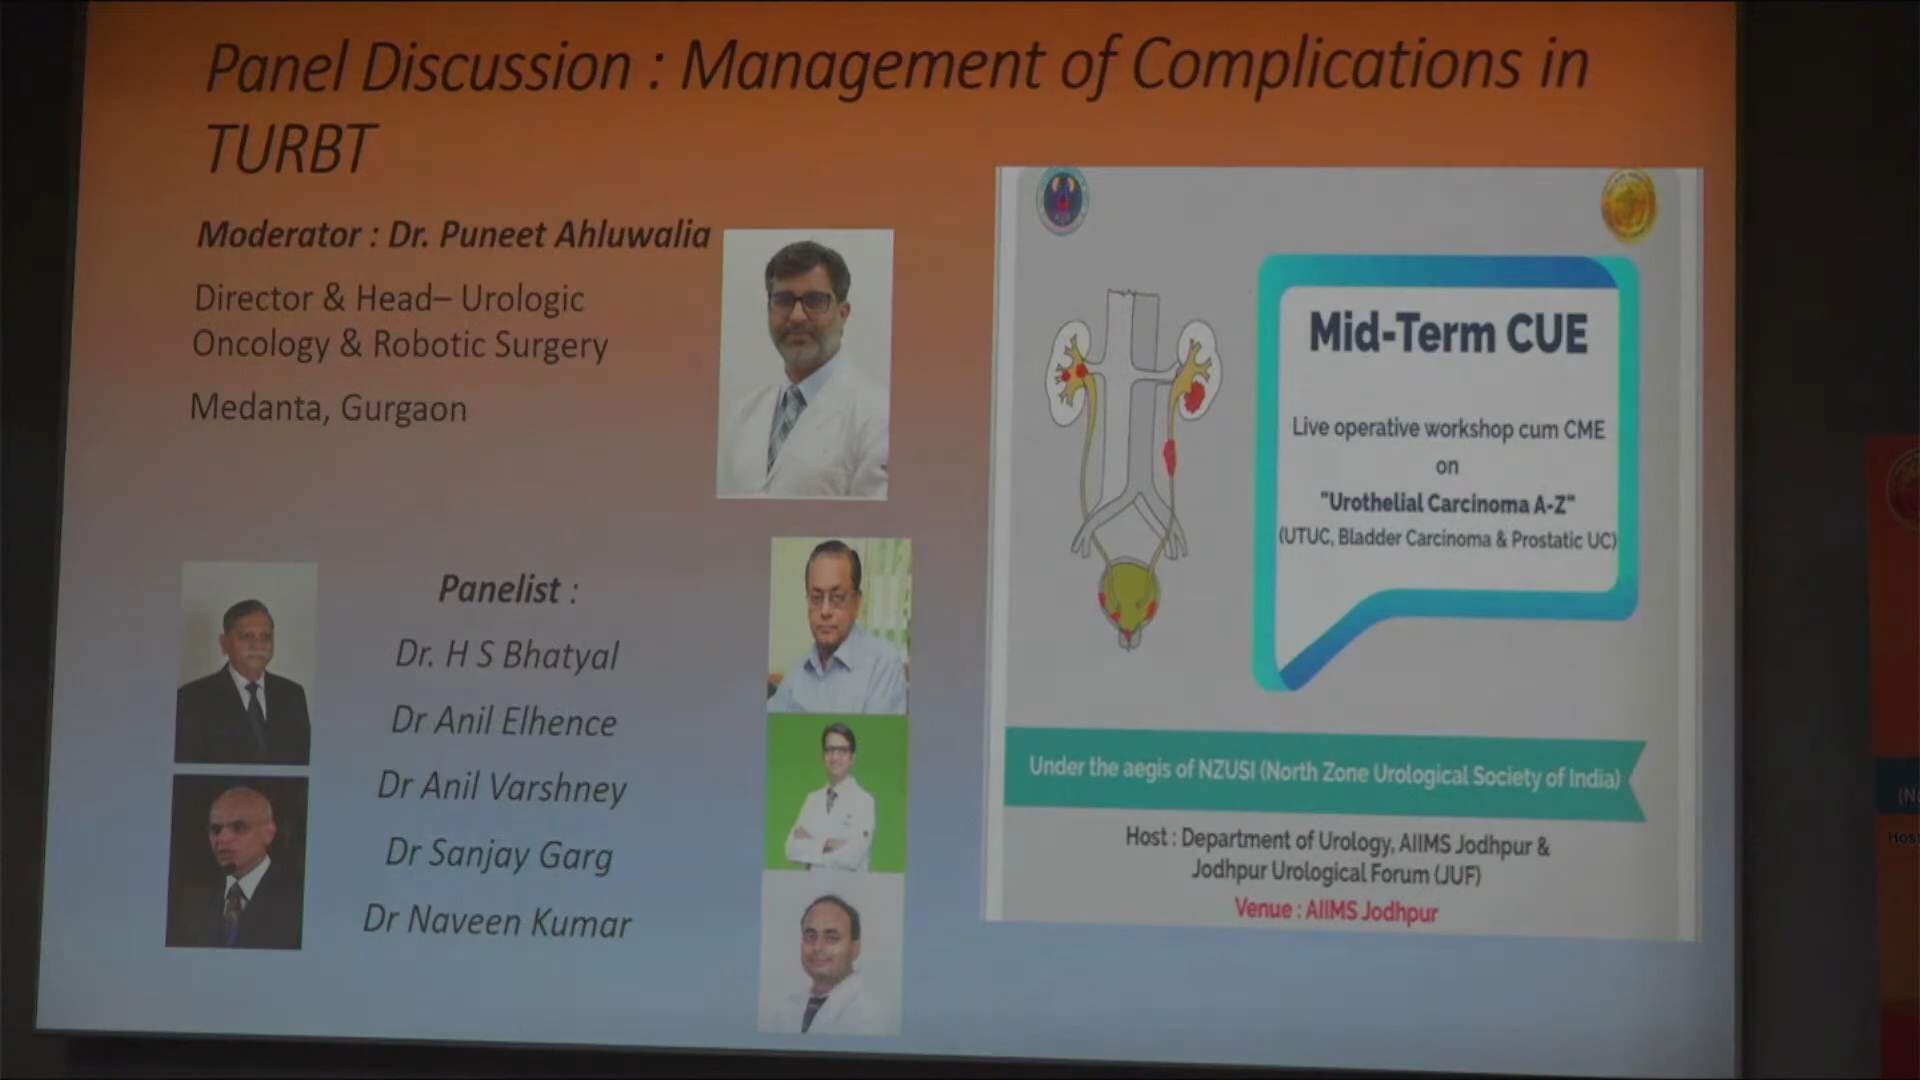 Panel Discussion : Management of Complications in
TURBT
Moderator : Dr. Puneet Ahluwalia
Director & Head– Urologic
Oncology & Robotic Surgery
Medanta, Gurgaon
Panelist :
Dr. H S Bhatyal
Dr Anil Elhence
Dr Anil Varshney
Dr Sanjay Garg
Dr Naveen Kumar
Mid-Term CUE
Live operative workshop cum CME
on
"Urothelial Carcinoma A-Z"
(UTUC, Bladder Carcinoma & Prostatic UC)
Under the aegis of NZUSI (North Zone Urological Society of India)
Host : Department of Urology, AIIMS Jodhpur &
Jodhpur Urological Forum (JUF)
Venue : AIIMS Jodhpur